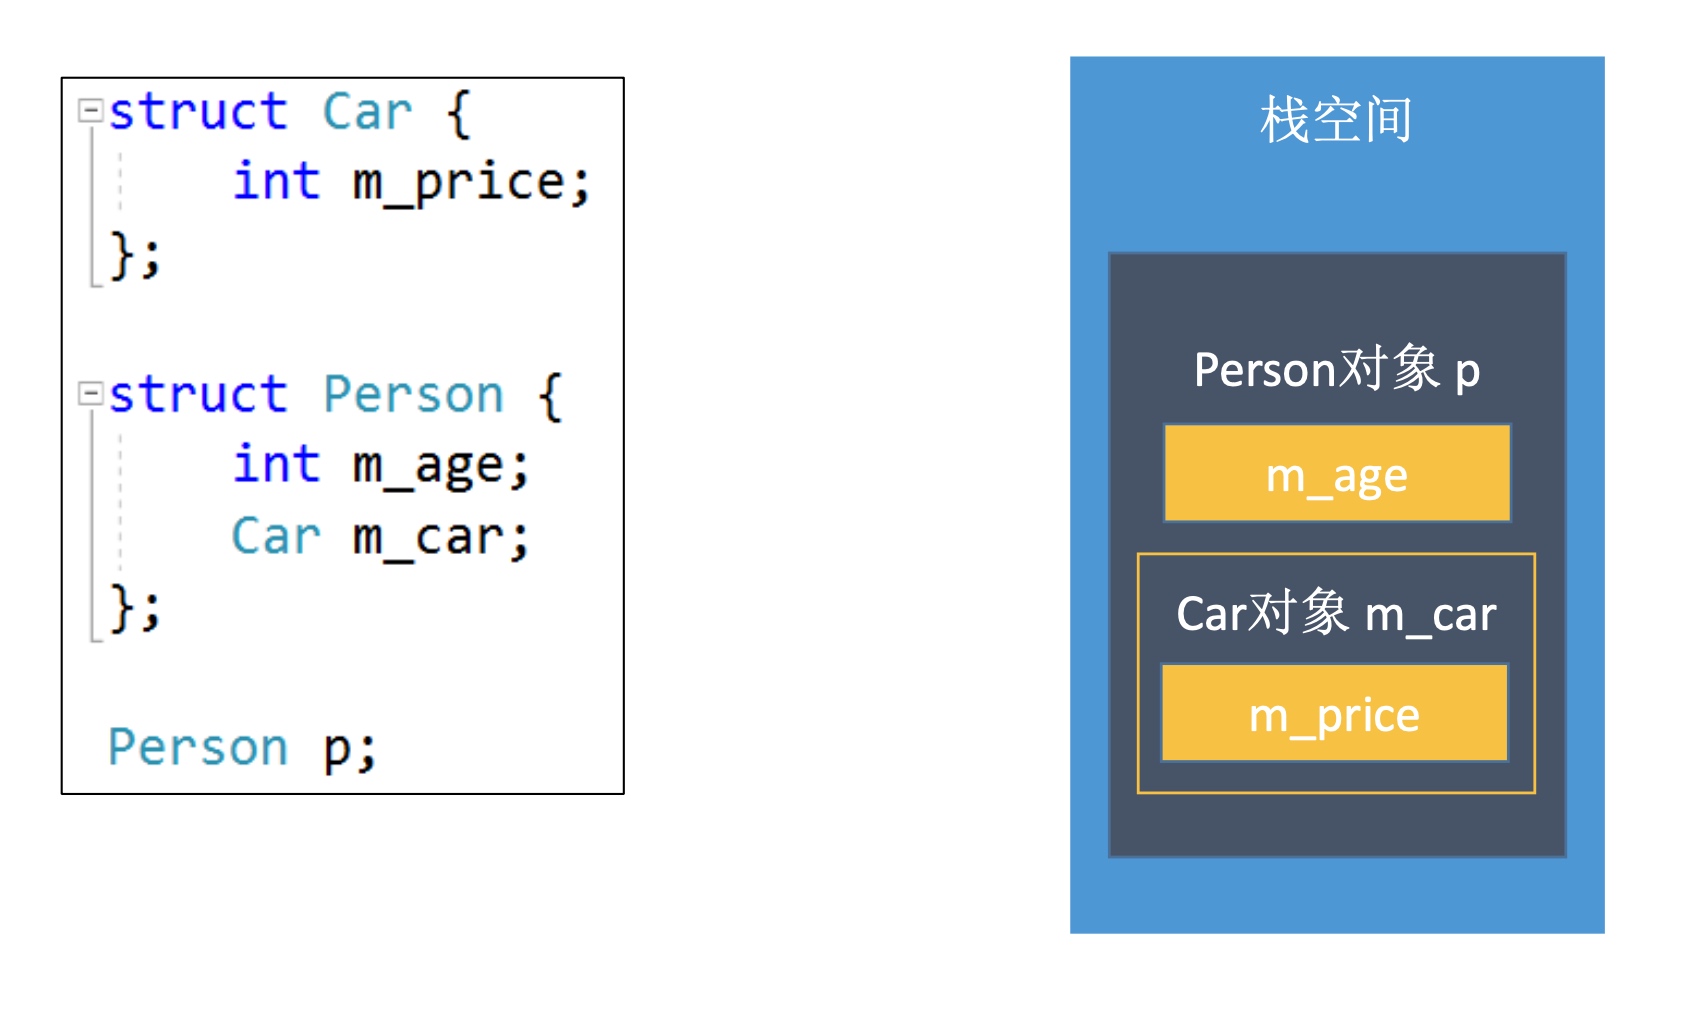 struct Car {
int m_price;
};
struct Person {
int m_age;
Car m_car;
};
Person p;
栈空间
Person对象 p
m_age
Car对象 m_car
m_price